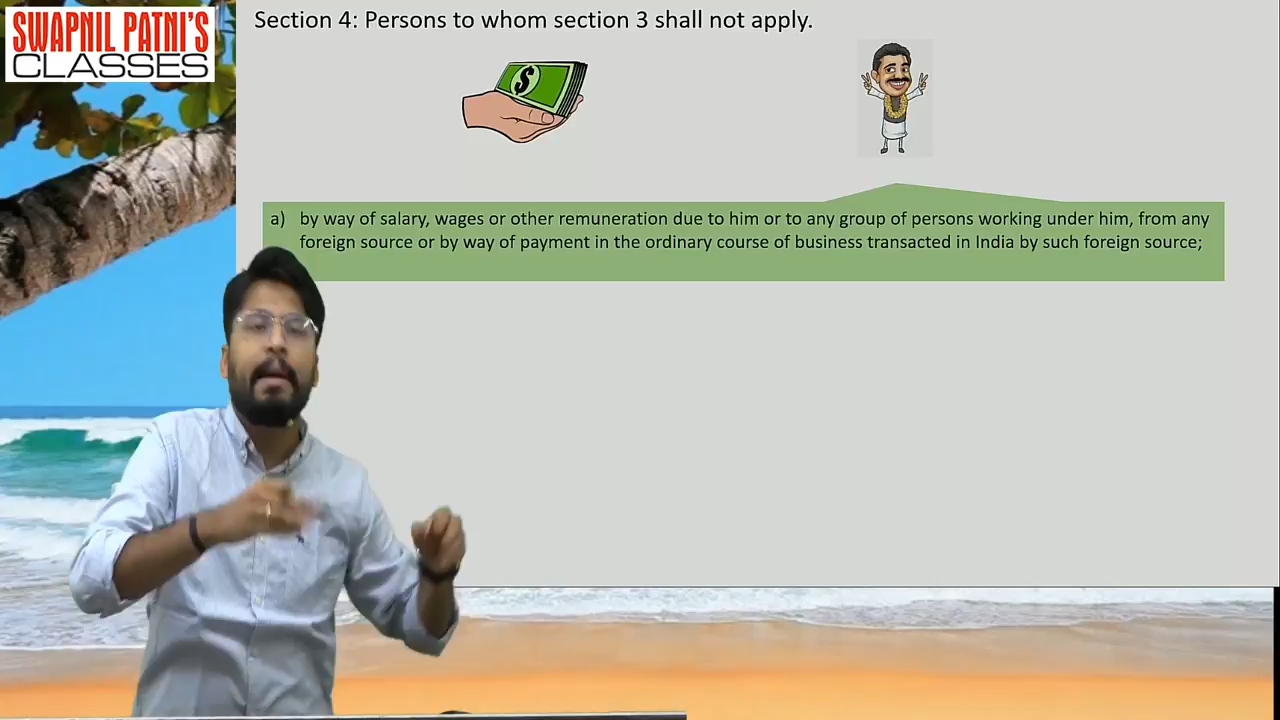 SWAPNIL PATNI'S
CLASSES
Section 4: Persons to whom section 3 shall not apply.
$
a) by way of salary, wages or other remuneration due to him or to any group of persons working under him, from any
foreign source or by way of payment in the ordinary course of business transacted in India by such foreign source;